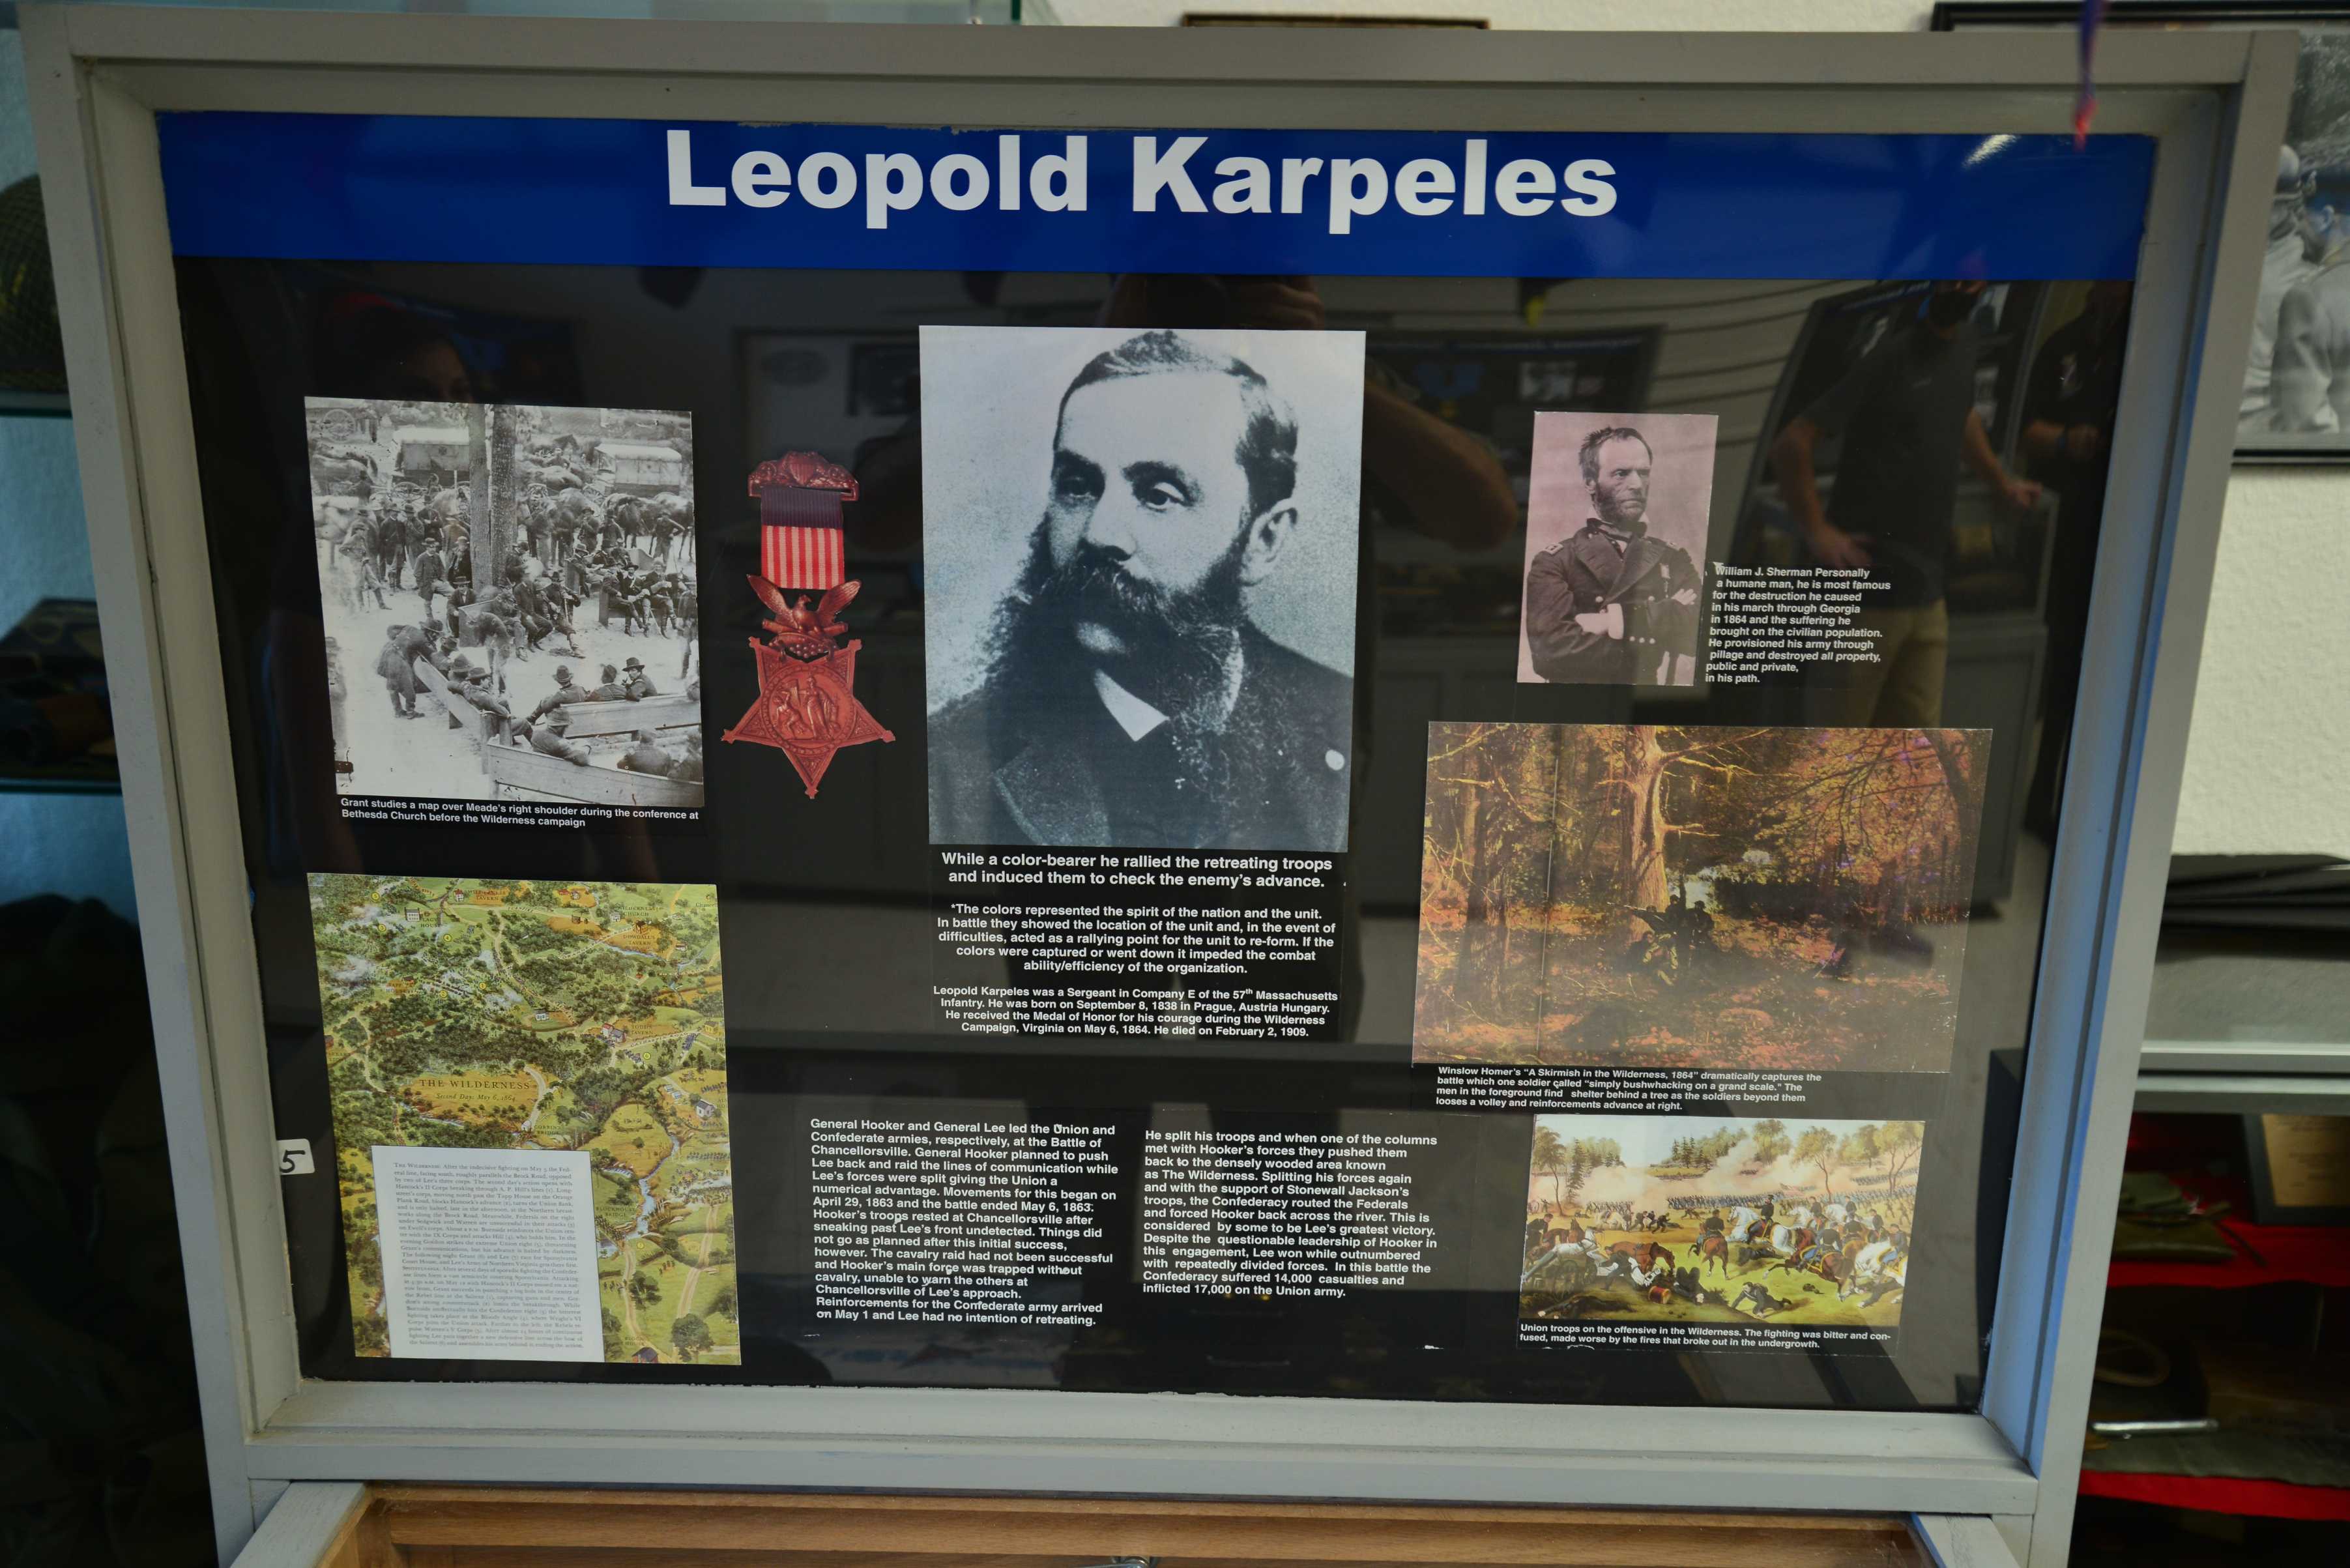 Leopold Karpeles
Grant studies a map over Meade's right shoulder during the conference at
Bethesda Church before the Wilderness campaign
While a color-bearer he rallied the retreating troops
and induced them to check the enemy's advance.
*The colors represented the spirit of the nation and the unit.
In battle they showed the location of the unit and, in the event of
difficulties, acted as a rallying point for the unit to re-form. If the
colors were captured or went down it impeded the combat
ability/efficiency of the organization.
Leopold Karpeles was a Sergeant in Company E of the 57th Massachusetts
Infantry. He was born on September 8, 1838 in Prague, Austria Hungary.
He received the Medal of Honor for his courage during the Wilderness
Campaign, Virginia on May 6, 1864. He died on February 2, 1909.
William J. Sherman Personally
a humane man, he is most famous
for the destruction he caused
in his march through Georgia
in 1864 and the suffering he
brought on the civilian population.
He provisioned his army through
pillage and destroyed all property,
public and private,
in his path.
Winslow Homer's "A Skirmish in the Wilderness, 1864" dramatically captures the
battle which one soldier called "simply bushwhacking on a grand scale." The
men in the foreground find shelter behind a tree as the soldiers beyond them
looses a volley and reinforcements advance at right.
THE WILDERNESS
Second Day: May 6, 1864
5
General Hooker and General Lee led the Union and
Confederate armies, respectively, at the Battle of
Chancellorsville. General Hooker planned to push
Lee back and raid the lines of communication while
Lee's forces were split giving the Union a
numerical advantage. Movements for this began on
April 29, 1863 and the battle ended May 6, 1863.
Hooker's troops rested at Chancellorsville after
sneaking past Lee's front undetected. Things did
not go as planned after this initial success,
however. The cavalry raid had not been successful
and Hooker's main force was trapped without
cavalry, unable to warn the others at
Chancellorsville of Lee's approach.
Reinforcements for the Confederate army arrived
on May 1 and Lee had no intention of retreating.
He split his troops and when one of the columns
met with Hooker's forces they pushed them
back to the densely wooded area known
as The Wilderness. Splitting his forces again
and with the support of Stonewall Jackson's
troops, the Confederacy routed the Federals
and forced Hooker back across the river. This is
considered by some to be Lee's greatest victory.
Despite the questionable leadership of Hooker in
this engagement, Lee won while outnumbered
with repeatedly divided forces. In this battle the
Confederacy suffered 14,000 casualties and
inflicted 17,000 on the Union army.
Union troops on the offensive in the Wilderness. The fighting was bitter and con-
fused, made worse by the fires that broke out in the undergrowth.